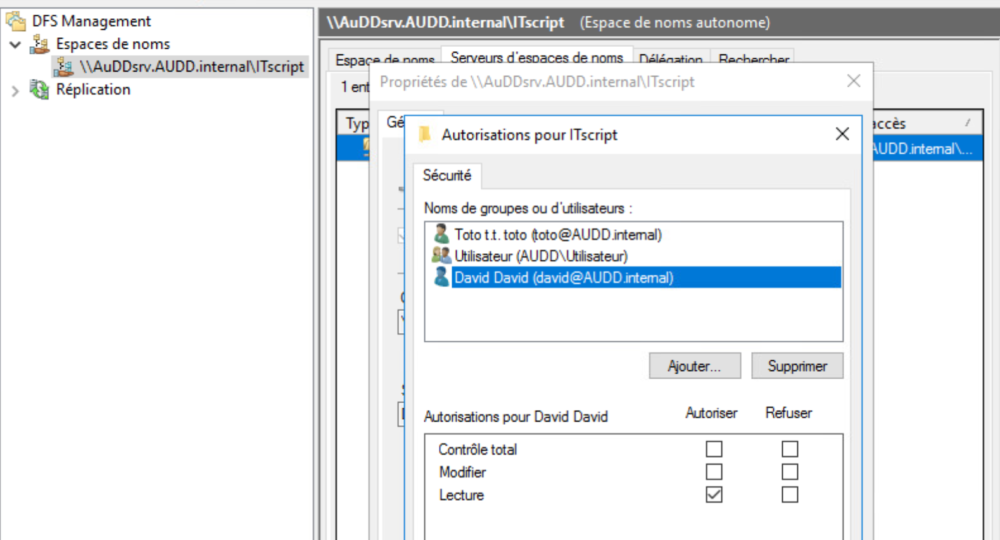 DFS Management
Espaces de noms
\\AuDDsrv.AUDD.internal\ITscript
Réplication
\\AuDDsrv.AUDD.internal\ITscript (Espace de noms autonome)
Espace de noms Serveurs d'espaces de noms Délégation Rechercher
1 ent
Propriétés de \\AuDDsrv.AUDD.internal\ITscript
Typ
Gé
accès
AUDD.internal\...
Autorisations pour ITscript
Sécurité
Noms de groupes ou d'utilisateurs :
Toto t.t. toto (toto@AUDD.internal)
Utilisateur (AUDD\Utilisateur)
David David (david@AUDD.internal)
Ajouter... Supprimer
Autorisations pour David David Autoriser Refuser
Contrôle total
Modifier
Lecture